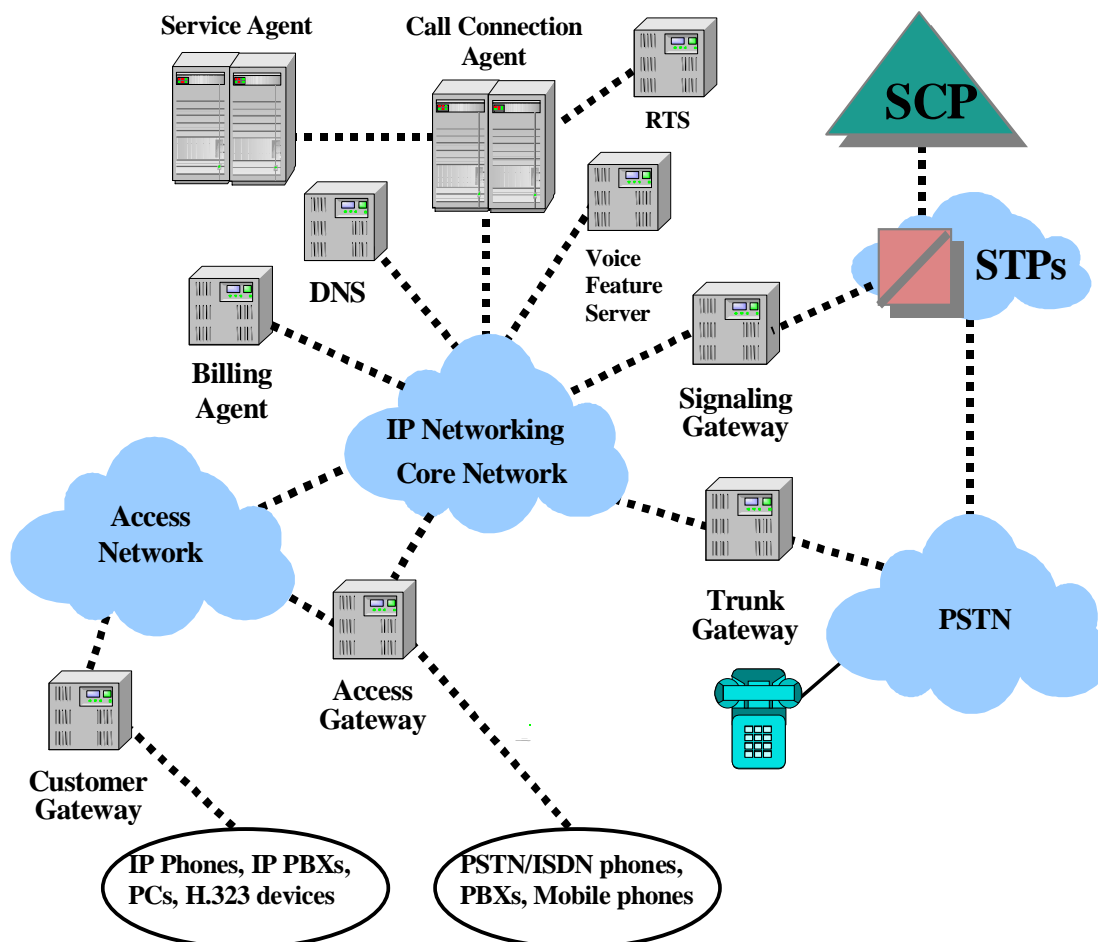 Service Agent
Call Connection
Agent
RTS
SCP
DNS
Voice
Feature
Server
STPs
Billing
Agent
IP Networking
Core Network
Signaling
Gateway
Access
Network
Trunk
Gateway
PSTN
Access
Gateway
Customer
Gateway
IP Phones, IP PBXs,
PCs, H.323 devices
PSTN/ISDN phones,
PBXs, Mobile phones